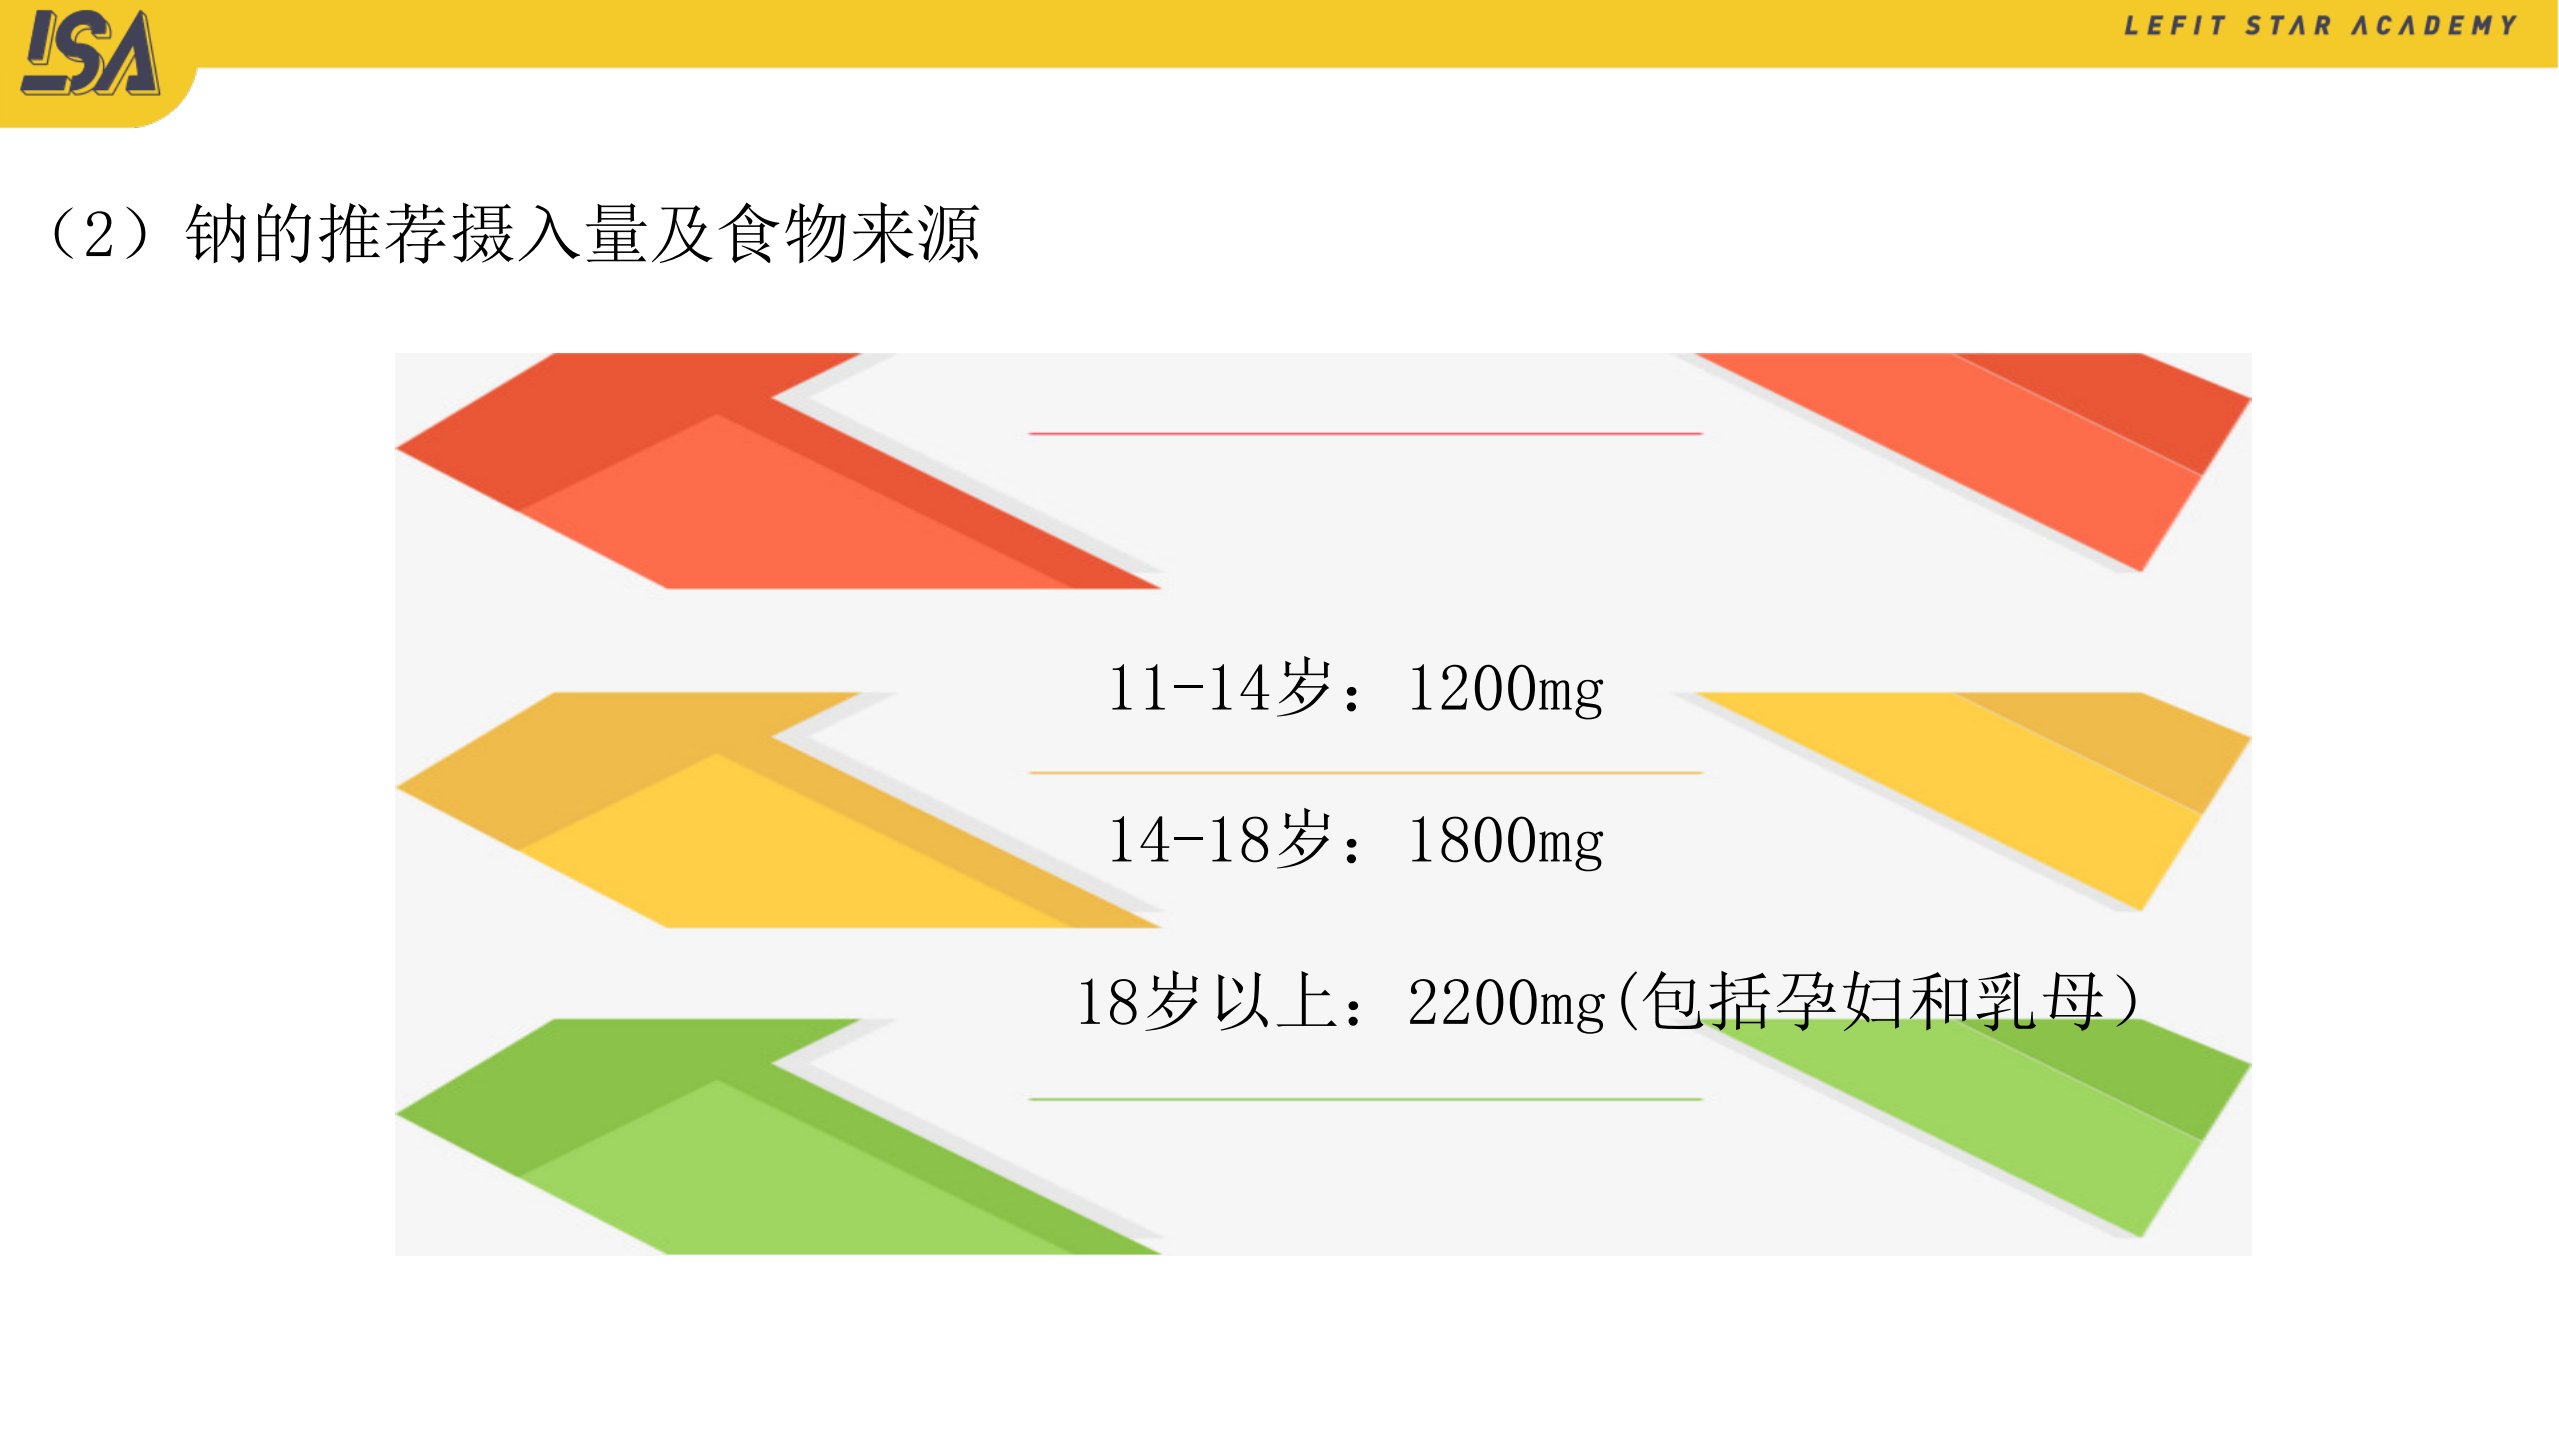 LSA
LEFIT STAR ACADEMY
（2）钠的推荐摄入量及食物来源
11-14岁：1200mg
14-18岁：1800mg
18岁以上：2200mg(包括孕妇和乳母）